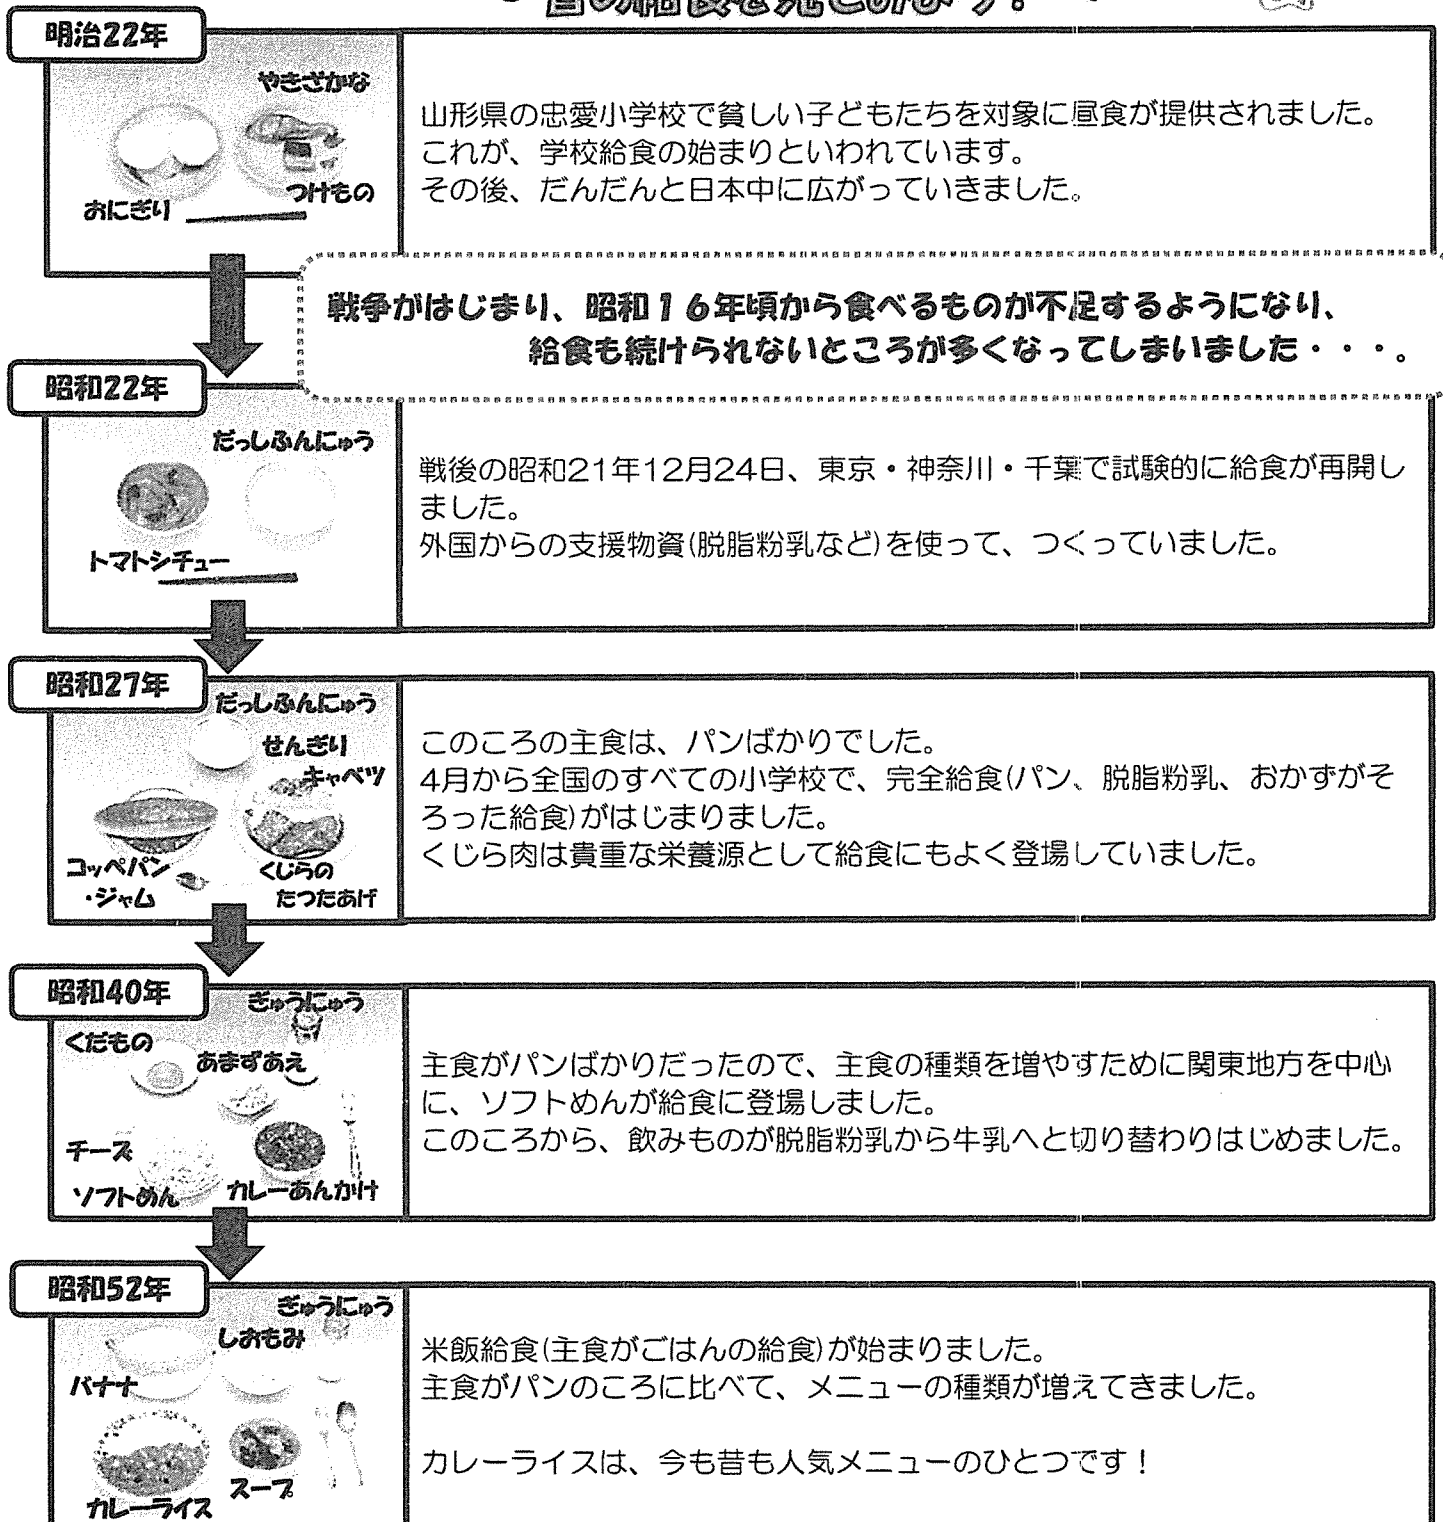 昔の給食を見てみよう!
明治22年
やきざかな
おにぎり
つけもの
山形県の忠愛小学校で貧しい子どもたちを対象に昼食が提供されました。
これが、学校給食の始まりといわれています。
その後、だんだんと日本中に広がっていきました。
戦争がはじまり、昭和16年頃から食べるものが不足するようになり、
給食も続けられないところが多くなってしまいました・・・。
昭和22年
だっしふんにゅう
トマトシチュー
戦後の昭和21年12月24日、東京・神奈川・千葉で試験的に給食が再開し
ました。
外国からの支援物資(脱脂粉乳など)を使って、つくっていました。
昭和27年
だっしふんにゅう
せんぎり
キャベツ
コッペパン
・ジャム
くじらの
たつたあげ
このころの主食は、パンばかりでした。
4月から全国のすべての小学校で、完全給食(パン、脱脂粉乳、おかずがそ
ろった給食)がはじまりました。
くじら肉は貴重な栄養源として給食にもよく登場していました。
昭和40年
ぎゅうにゅう
くだもの
あまずあえ
チーズ
ソフトめん
カレーあんかけ
主食がパンばかりだったので、主食の種類を増やすために関東地方を中心
に、ソフトめんが給食に登場しました。
このころから、飲みものが脱脂粉乳から牛乳へと切り替わりはじめました。
昭和52年
ぎゅうにゅう
しおもみ
バナナ
カレーライス
スープ
米飯給食(主食がごはんの給食)が始まりました。
主食がパンのころに比べて、メニューの種類が増えてきました。
カレーライスは、今も昔も人気メニューのひとつです!